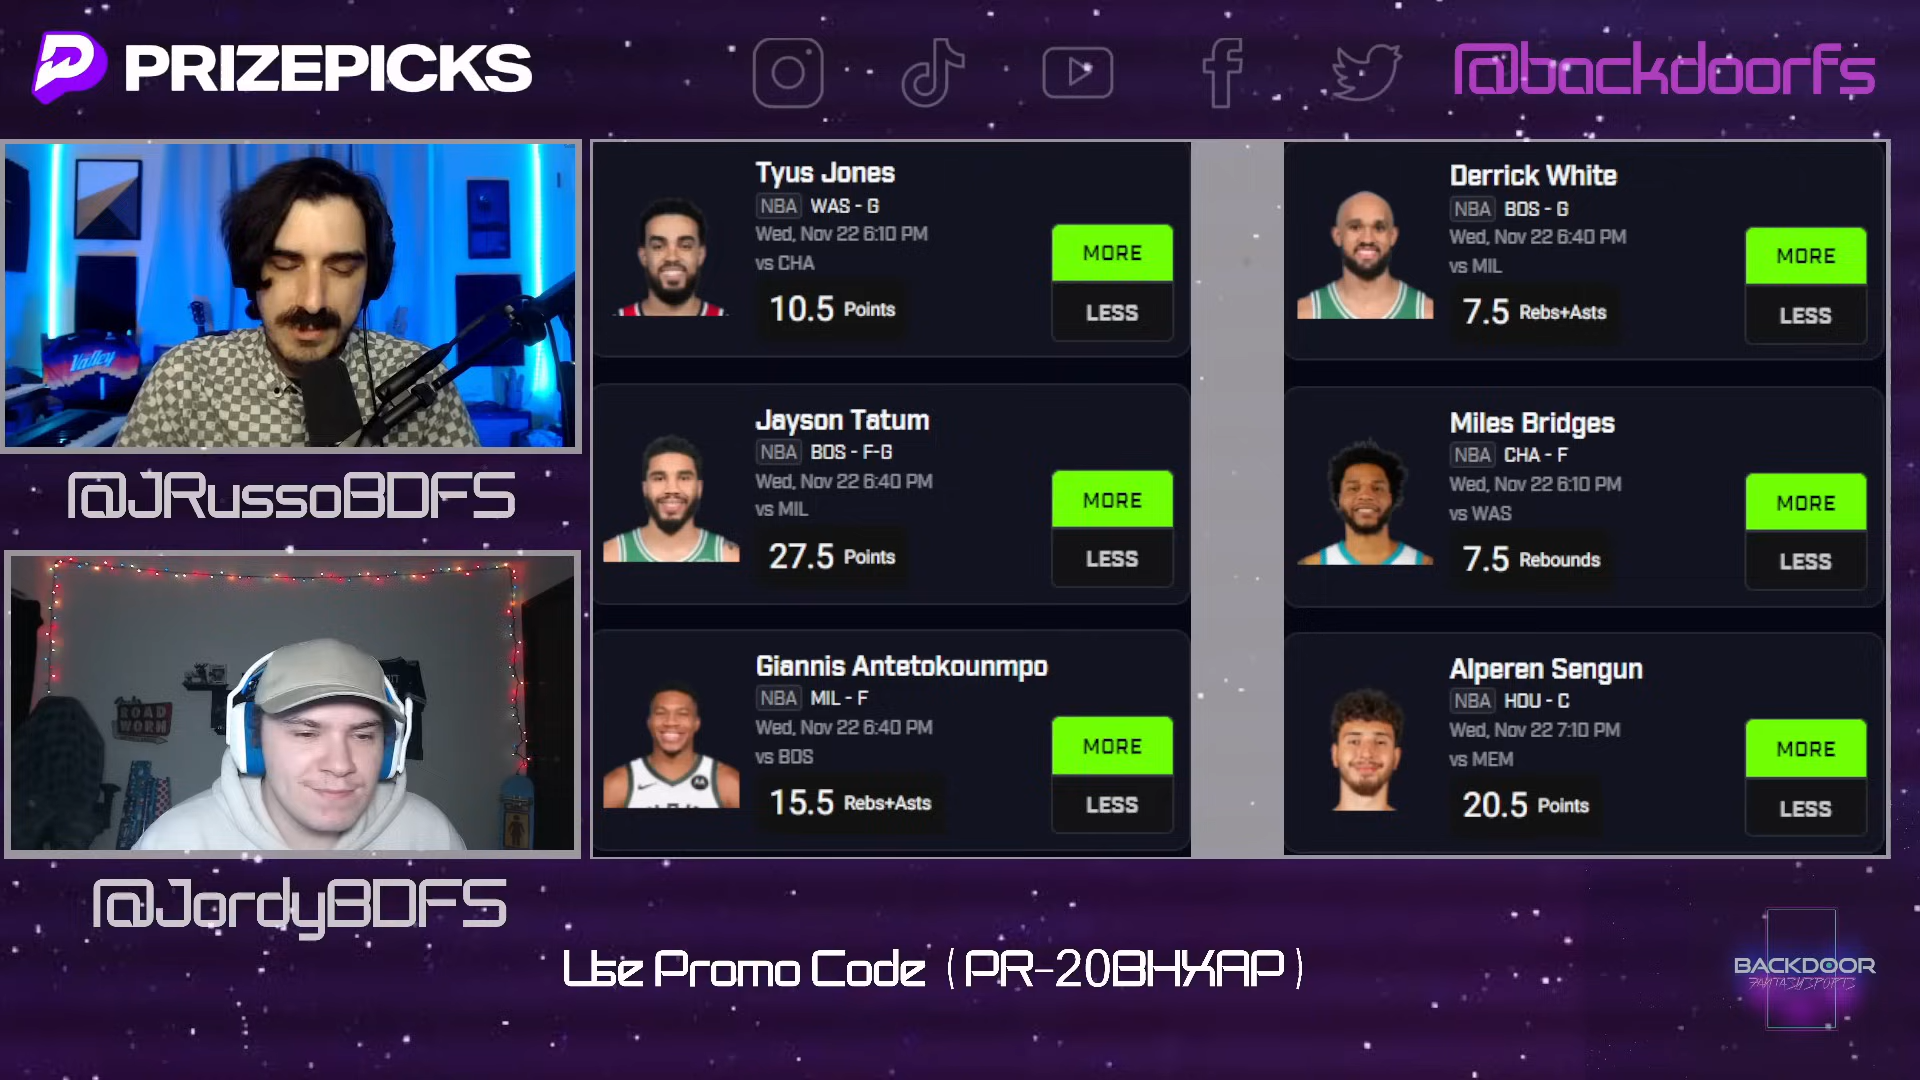 PRIZEPICKS
@backdoorfs
Valley
@JRussoBDFS
ROAD
WORN
@JordyBDFS
Tyus Jones
NBA WAS - G
Wed, Nov 22 6:10 PM
vs CHA
10.5 Points
MORE
LESS
Jayson Tatum
NBA BOS - F-G
Wed, Nov 22 6:40 PM
vs MIL
27.5 Points
MORE
LESS
Giannis Antetokounmpo
NBA MIL - F
Wed, Nov 22 6:40 PM
vs BOS
15.5 Rebs+Asts
MORE
LESS
Derrick White
NBA BOS - G
Wed, Nov 22 6:40 PM
vs MIL
7.5 Rebs+Asts
MORE
LESS
Miles Bridges
NBA CHA - F
Wed, Nov 22 6:10 PM
vs WAS
7.5 Rebounds
MORE
LESS
Alperen Sengun
NBA HOU - C
Wed, Nov 22 7:10 PM
vs MEM
20.5 Points
MORE
LESS
Use Promo Code (PR-20BHXAP)
BACKDOOR
FANTASY SPORTS